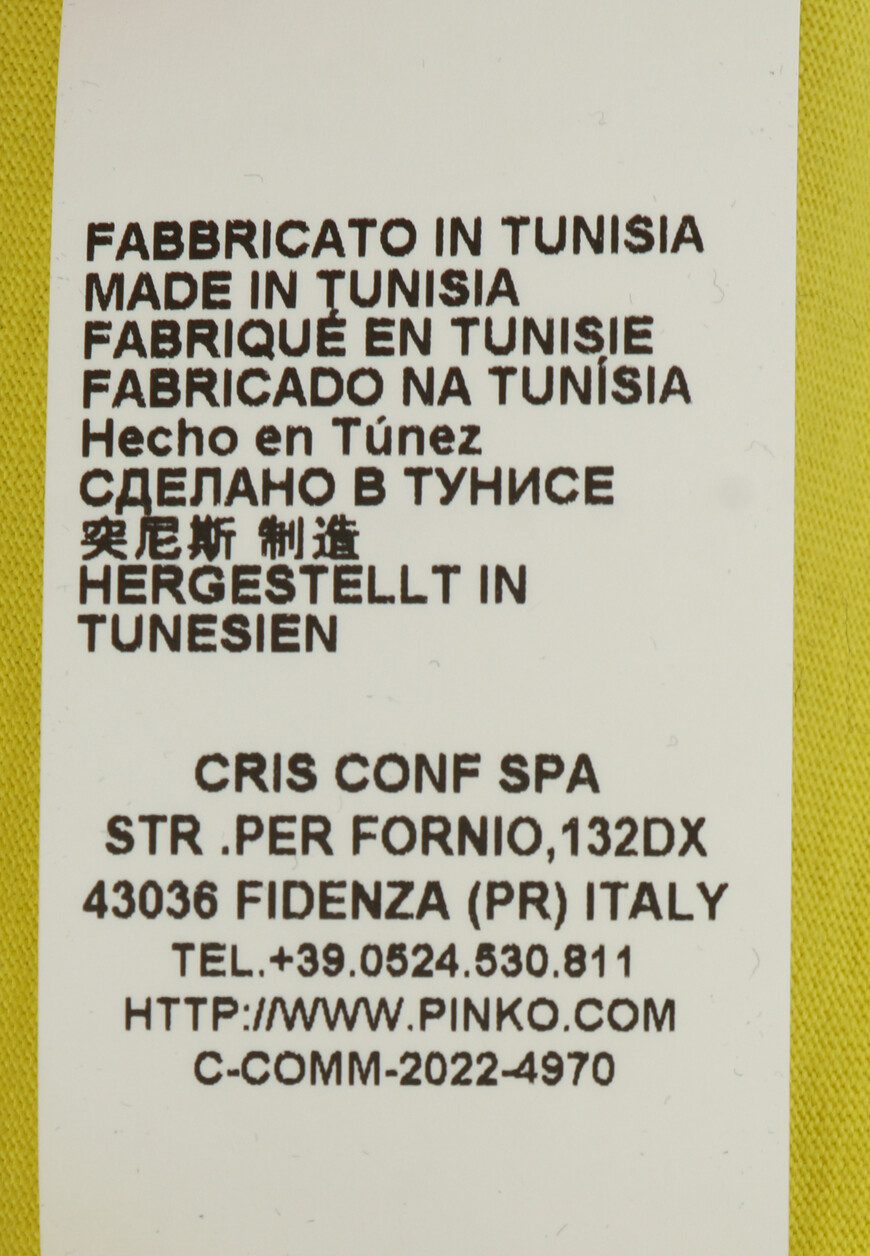 FABBRICATO IN TUNISIA
MADE IN TUNISIA
FABRIQUÉ EN TUNISIE
FABRICADO NA TUNÍSIA
Hecho en Túnez
СДЕЛАНО В ТУНИСЕ
突尼斯 制造
HERGESTELLT IN
TUNESIEN
CRIS CONF SPA
STR .PER FORNIO,132DX
43036 FIDENZA (PR) ITALY
TEL.+39.0524.530.811
HTTP://WWW.PINKO.COM
C-COMM-2022-4970